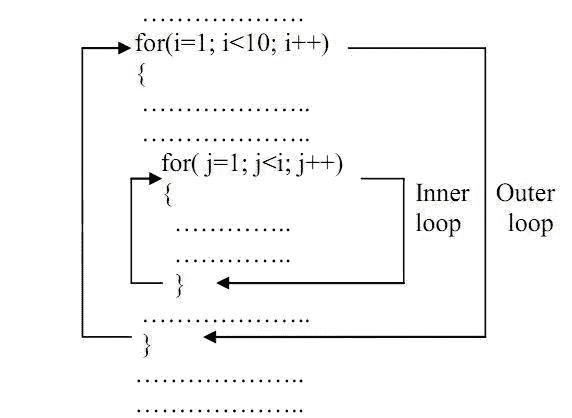 ………………..
for(i=1; i<10; i++)
{
………………..
………………..
for( j=1; j<i; j++)
{
…………..
…………..
}
Inner
loop
Outer
loop
………………..
}
………………..
………………..